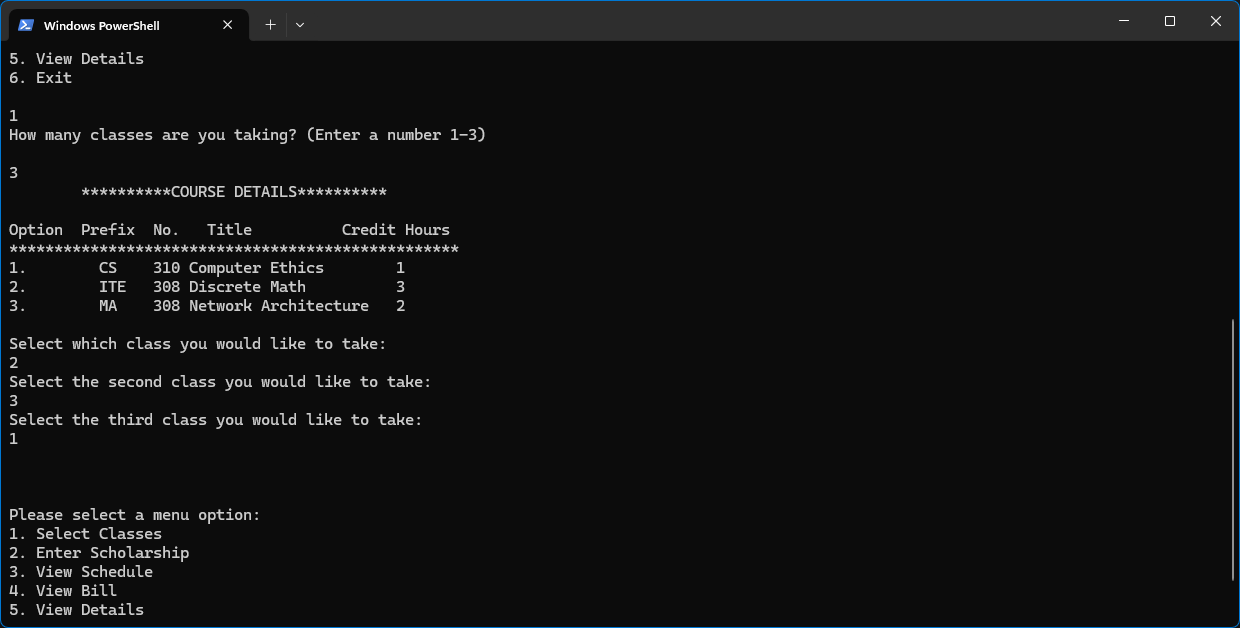 Windows PowerShell
5. View Details
6. Exit
1
How many classes are you taking? (Enter a number 1-3)
3
**********COURSE DETAILS**********
Option  Prefix  No.   Title          Credit Hours
**************************************************
1.        CS    310 Computer Ethics        1
2.        ITE   308 Discrete Math          3
3.        MA    308 Network Architecture   2
Select which class you would like to take:
2
Select the second class you would like to take:
3
Select the third class you would like to take:
1
Please select a menu option:
1. Select Classes
2. Enter Scholarship
3. View Schedule
4. View Bill
5. View Details